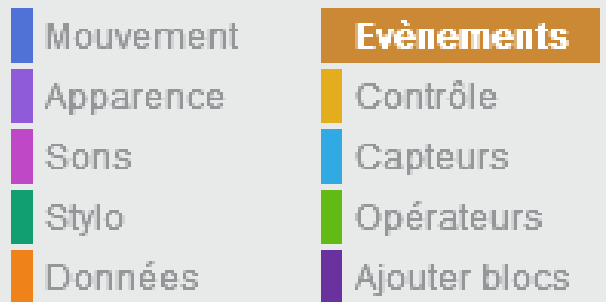 Mouvement
Evènements
Apparence
Contrôle
Sons
Capteurs
Stylo
Opérateurs
Données
Ajouter blocs